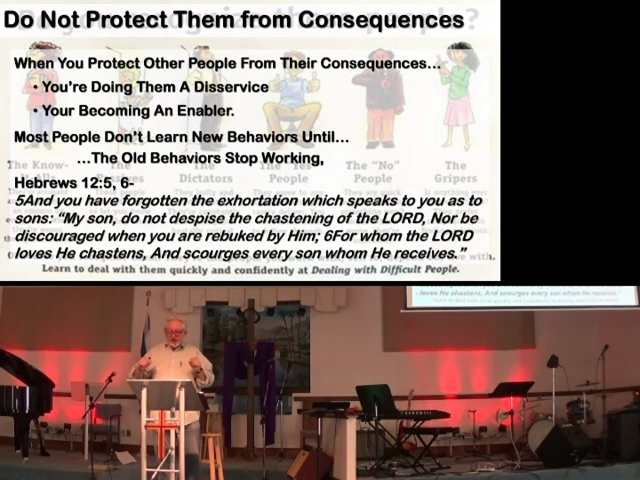 Do Not Protect Them from Consequences
When You Protect Other People From Their Consequences…
• You're Doing Them A Disservice
• Your Becoming An Enabler.
Most People Don't Learn New Behaviors Until…
…The Old Behaviors Stop Working,
The Know-
Dictators
People
The "No"
People
The
Gripers
Hebrews 12:5, 6-
5And you have forgotten the exhortation which speaks to you as to
sons: "My son, do not despise the chastening of the LORD, Nor be
discouraged when you are rebuked by Him; 6For whom the LORD
loves He chastens, And scourges every son whom He receives."
Learn to deal with them quickly and confidently at Dealing with Difficult People.
loves He chastens, And scourges every son whom He receives."